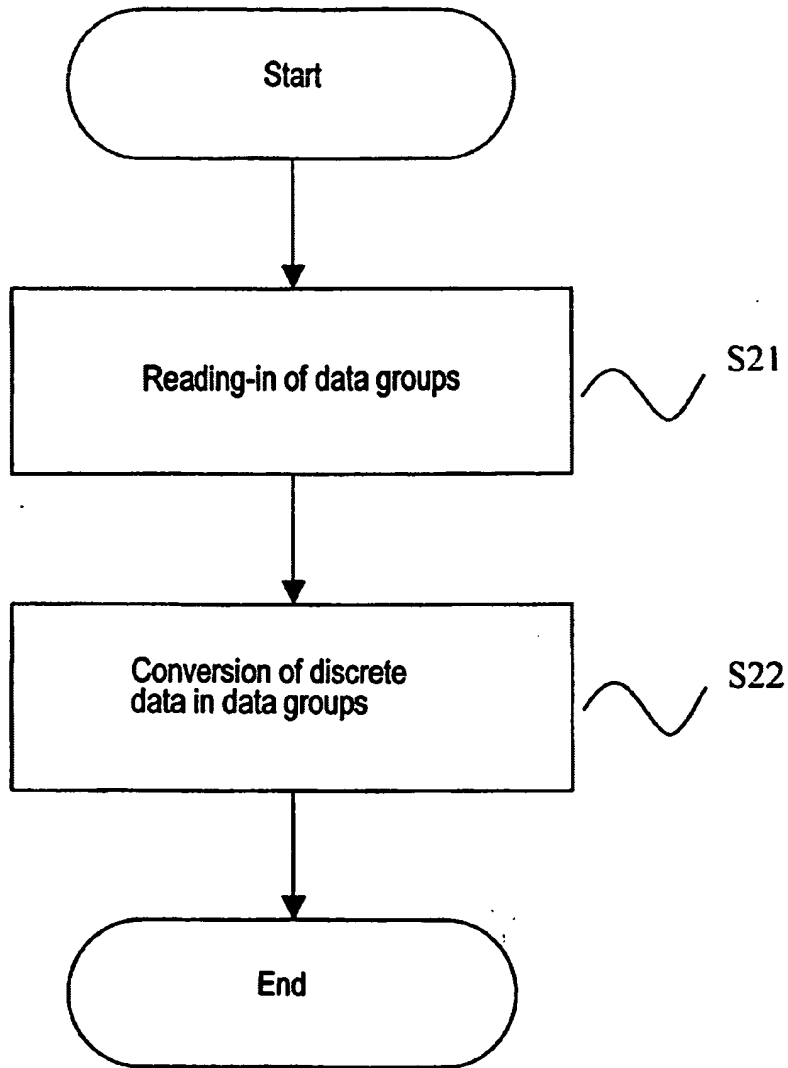 Start
Reading-in of data groups
S21
Conversion of discrete
data in data groups
S22
End